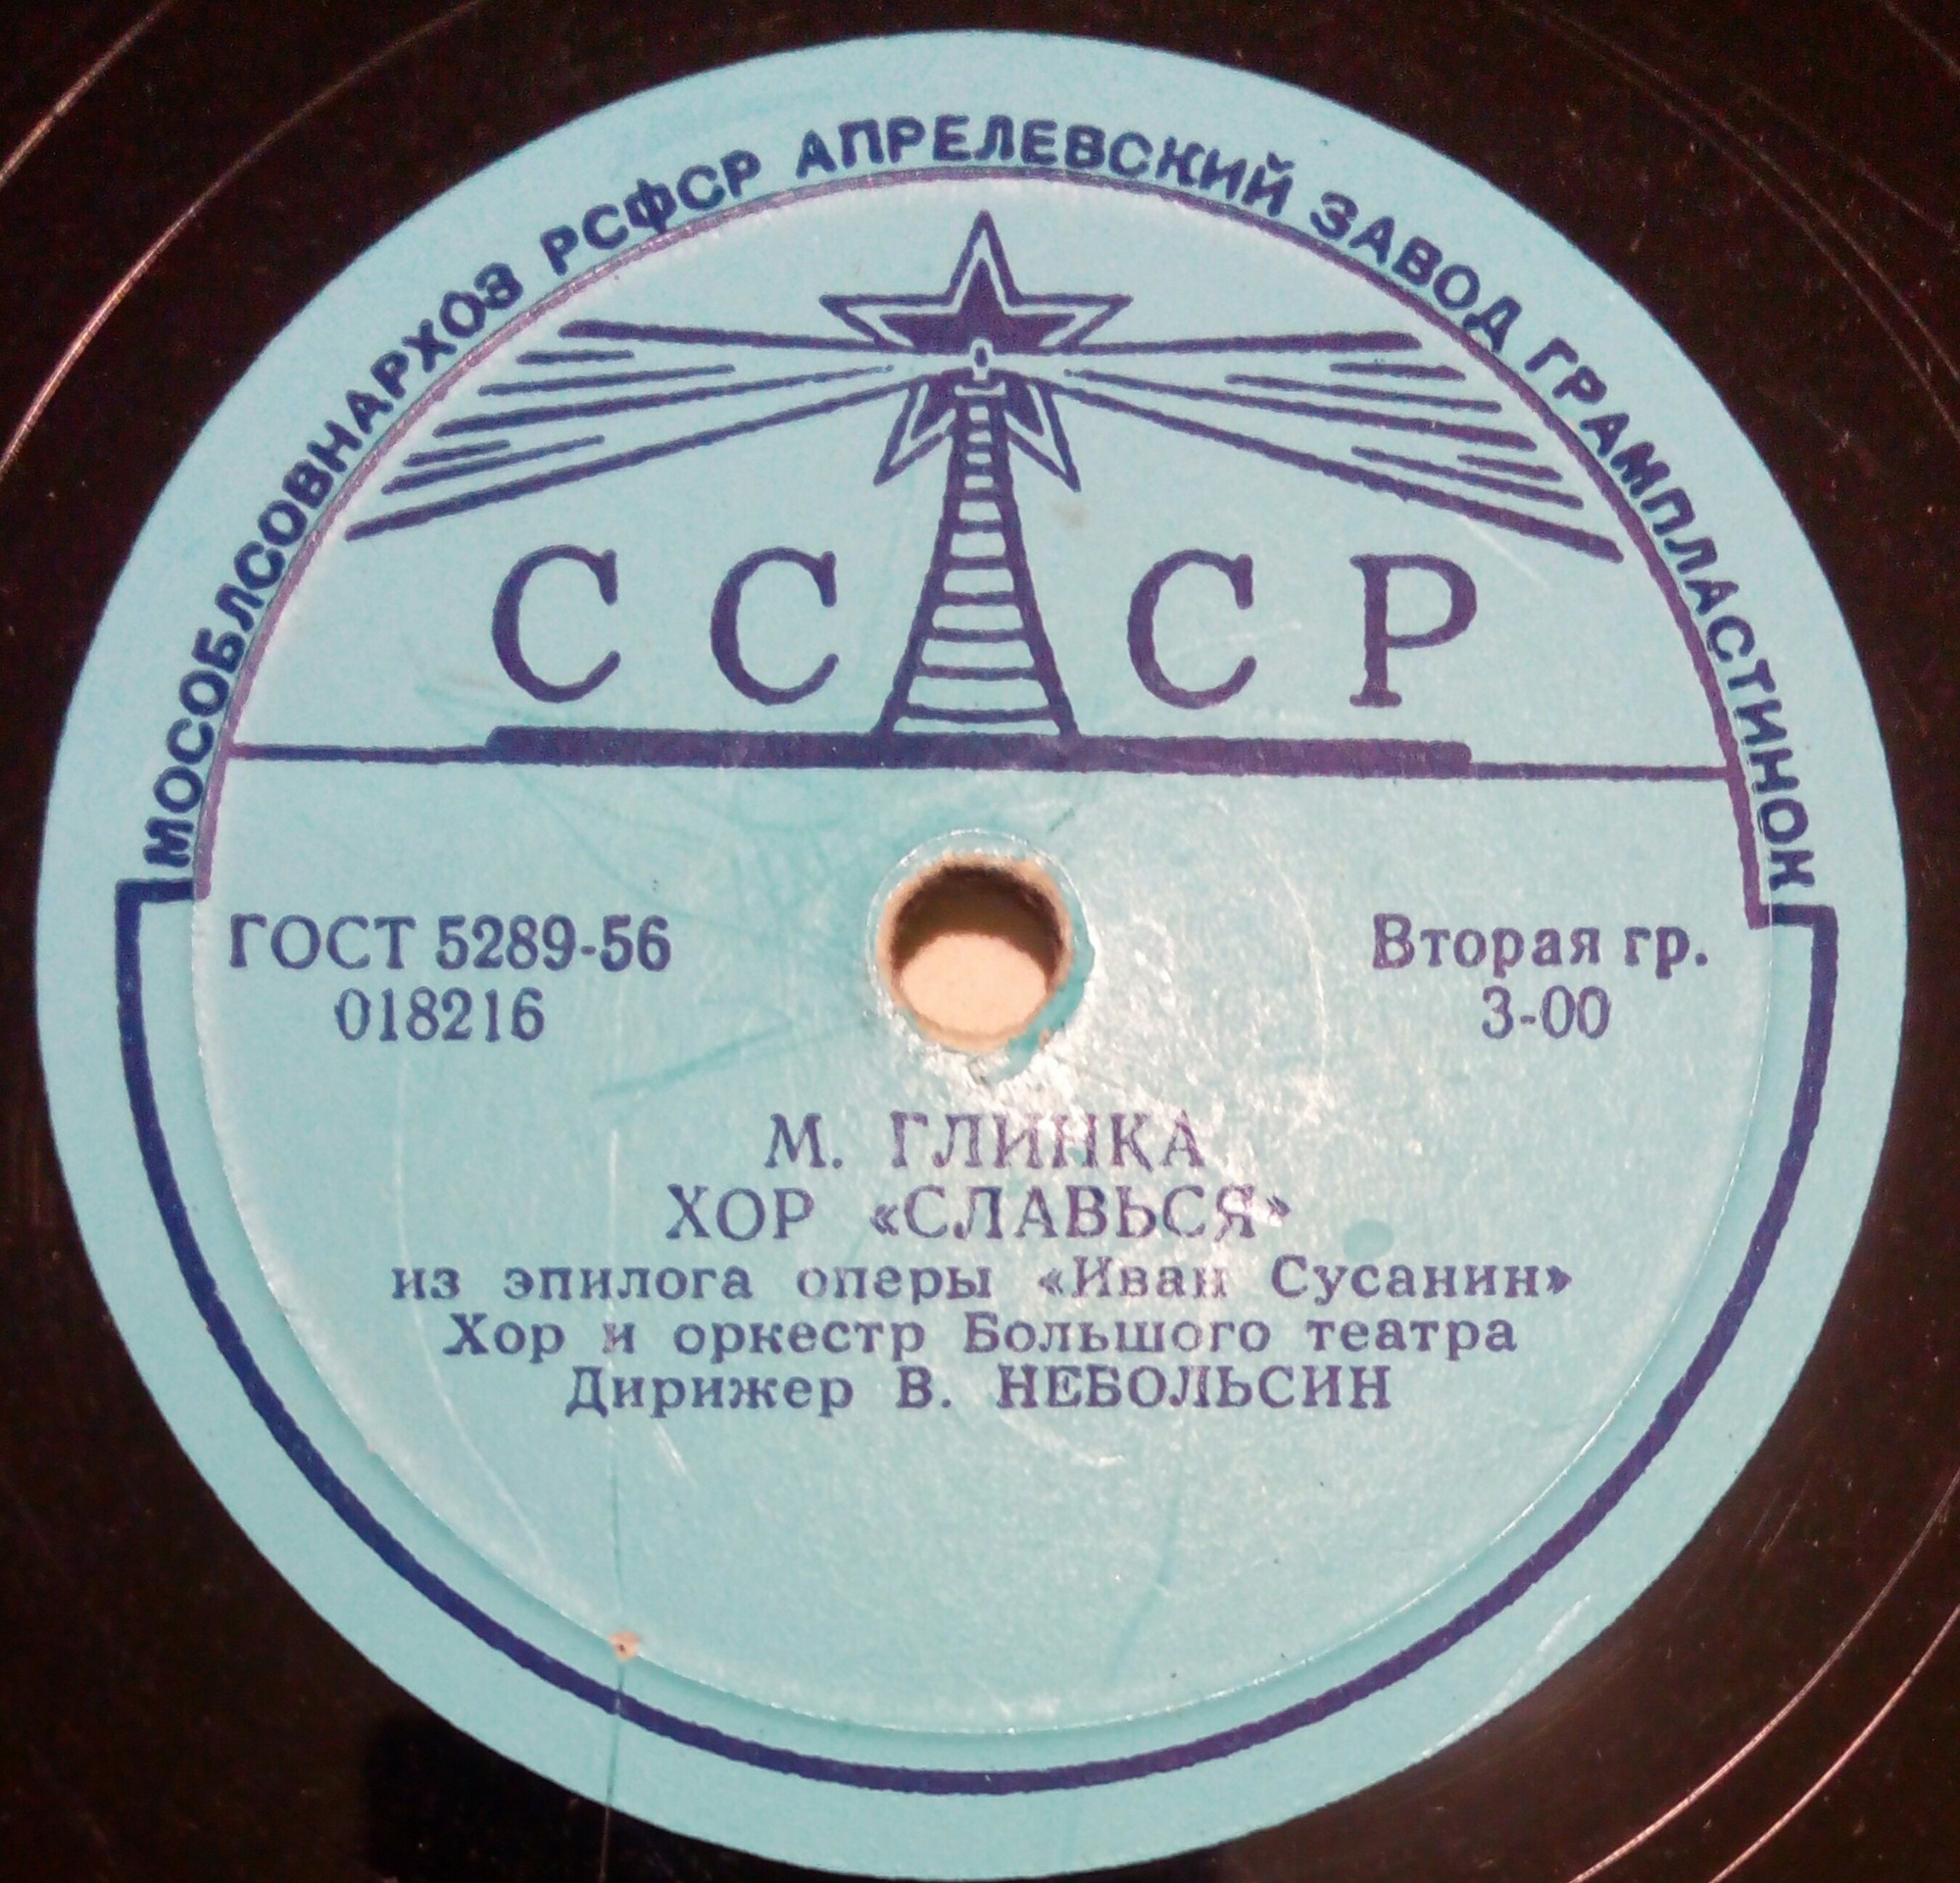 МОСОБЛСОВНАРХОЗ РСФСР АПРЕЛЕВСКИЙ ЗАВОД ГРАМПЛАСТИНОК
СССР
ГОСТ 5289-56
018216
Вторая гр.
3-00
М. ГЛИНКА
ХОР «СЛАВЬСЯ»
из эпилога оперы «Иван Сусанин»
Хор и оркестр Большого театра
Дирижер В. НЕБОЛЬСИН